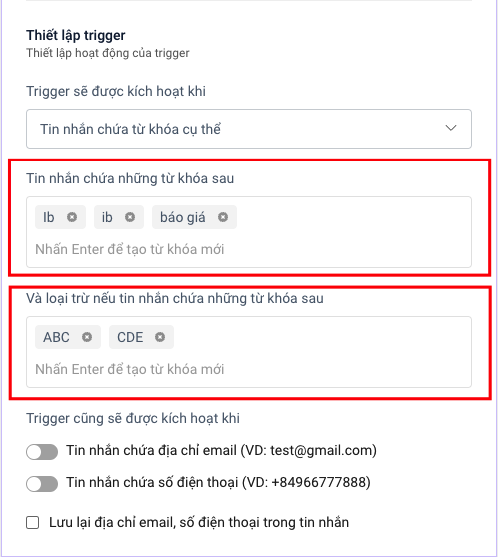 Thiết lập trigger
Thiết lập hoạt động của trigger
Trigger sẽ được kích hoạt khi
Tin nhắn chứa từ khóa cụ thể
Tin nhắn chứa những từ khóa sau
Ib ib báo giá
Nhấn Enter để tạo từ khóa mới
Và loại trừ nếu tin nhắn chứa những từ khóa sau
ABC CDE
Nhấn Enter để tạo từ khóa mới
Trigger cũng sẽ được kích hoạt khi
Tin nhắn chứa địa chỉ email (VD: test@gmail.com)
Tin nhắn chứa số điện thoại (VD: +84966777888)
Lưu lại địa chỉ email, số điện thoại trong tin nhắn